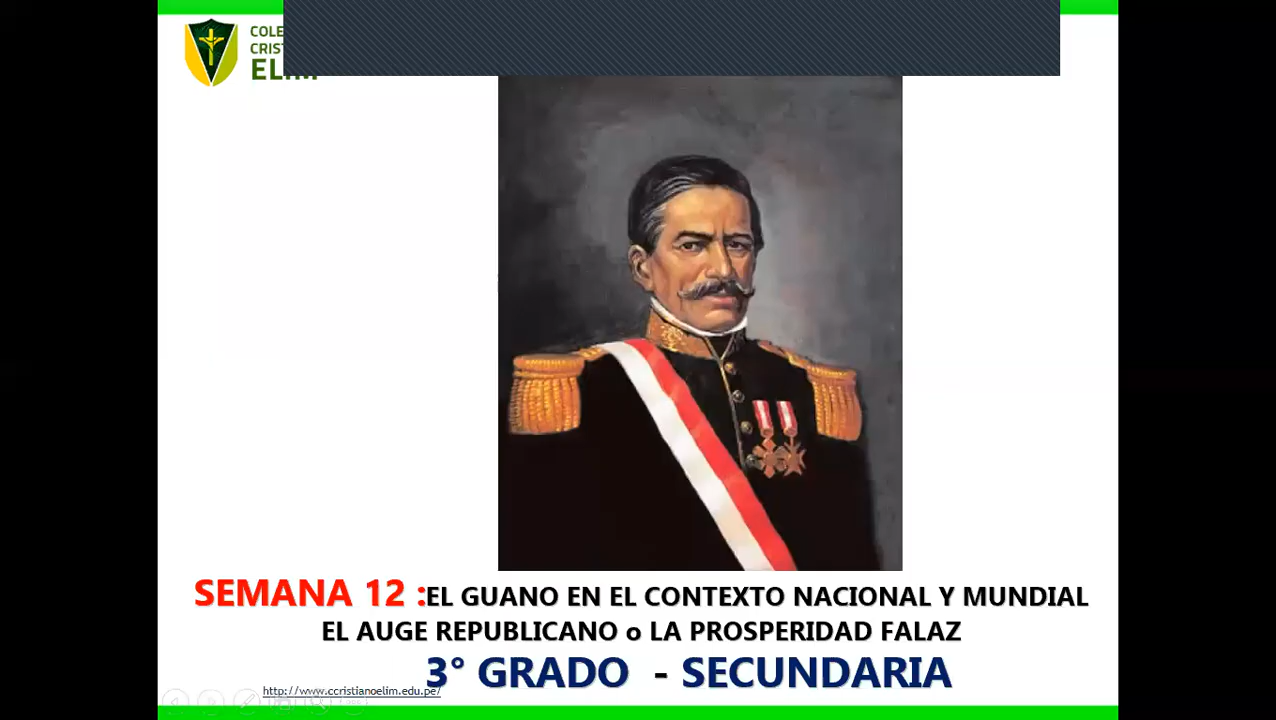 ELIM
SEMANA 12 :EL GUANO EN EL CONTEXTO NACIONAL Y MUNDIAL
EL AUGE REPUBLICANO o LA PROSPERIDAD FALAZ
3° GRADO - SECUNDARIA
http://www.ccristianoelim.edu.pe/